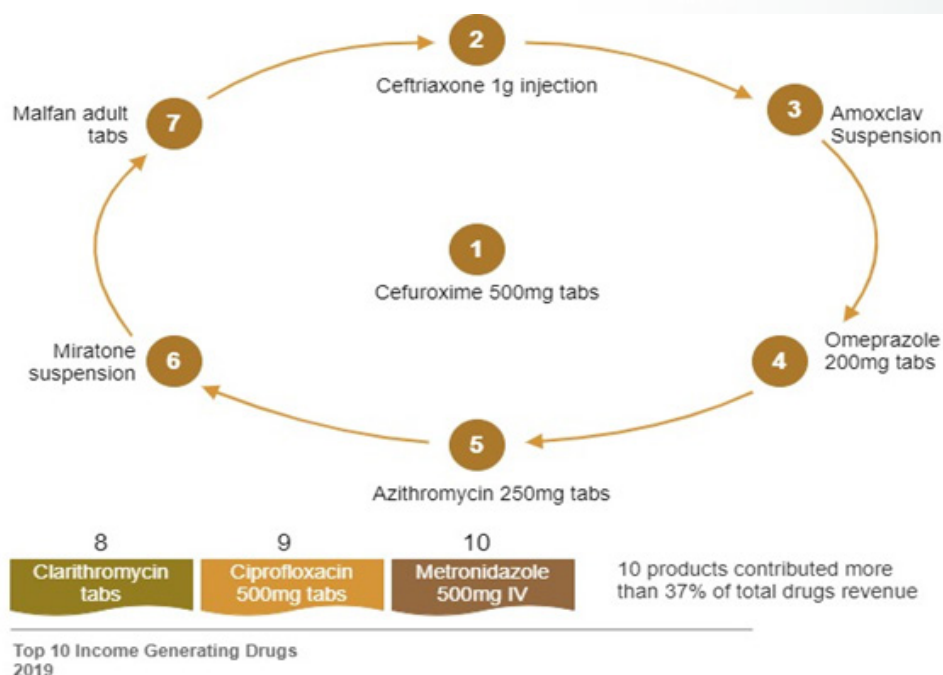 2
Ceftriaxone 1g injection
3
Amoxclav
Suspension
7
Malfan adult
tabs
1
Cefuroxime 500mg tabs
4
Omeprazole
200mg tabs
6
Miratone
suspension
5
Azithromycin 250mg tabs
8
Clarithromycin
tabs
9
Ciprofloxacin
500mg tabs
10
Metronidazole
500mg IV
10 products contributed more
than 37% of total drugs revenue
Top 10 Income Generating Drugs
2019